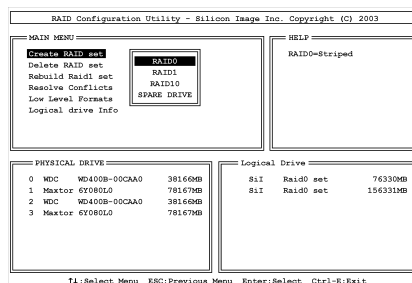 RAID Configuration Utility - Silicon Image Inc. Copyright (C) 2003
MAIN MENU
Create RAID set
Delete RAID set
Rebuild Raid1 set
Resolve Conflicts
Low Level Formats
Logical drive Info
RAID0
RAID1
RAID10
SPARE DRIVE
HELP
RAID0=Striped
PHYSICAL DRIVE
0 WDC WD400B-00CAA0 38166MB
1 Maxtor 6Y080L0 78167MB
2 WDC WD400B-00CAA0 38166MB
3 Maxtor 6Y080L0 78167MB
Logical Drive
SiI Raid0 set 76330MB
SiI Raid0 set 156331MB
↑↓:Select Menu ESC:Previous Menu Enter:Select Ctrl-E:Exit